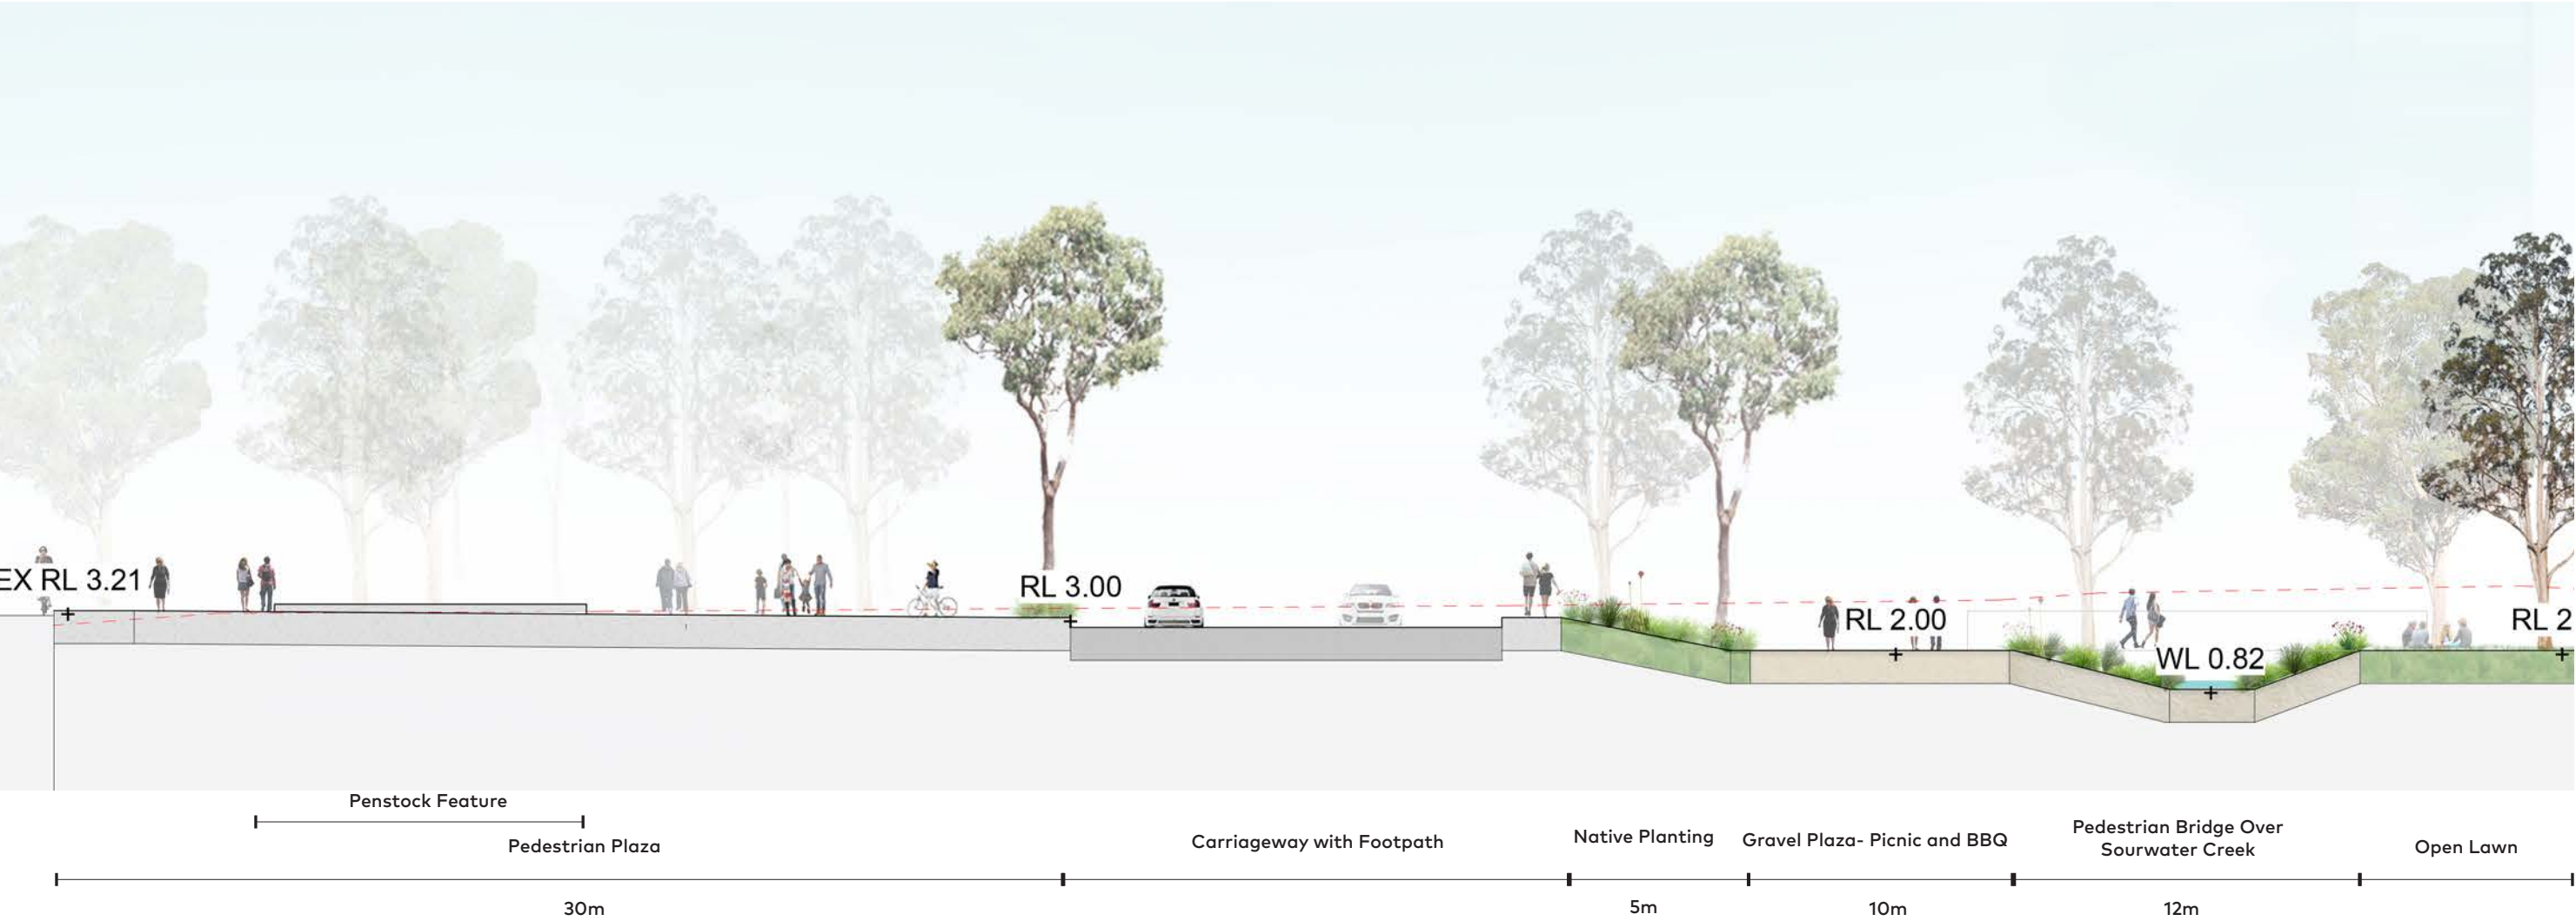 EX RL 3.21
RL 3.00
RL 2.00
WL 0.82
RL 2
Penstock Feature
Pedestrian Plaza
30m
Carriageway with Footpath
Native Planting
5m
Gravel Plaza- Picnic and BBQ
10m
Pedestrian Bridge Over
Sourwater Creek
12m
Open Lawn